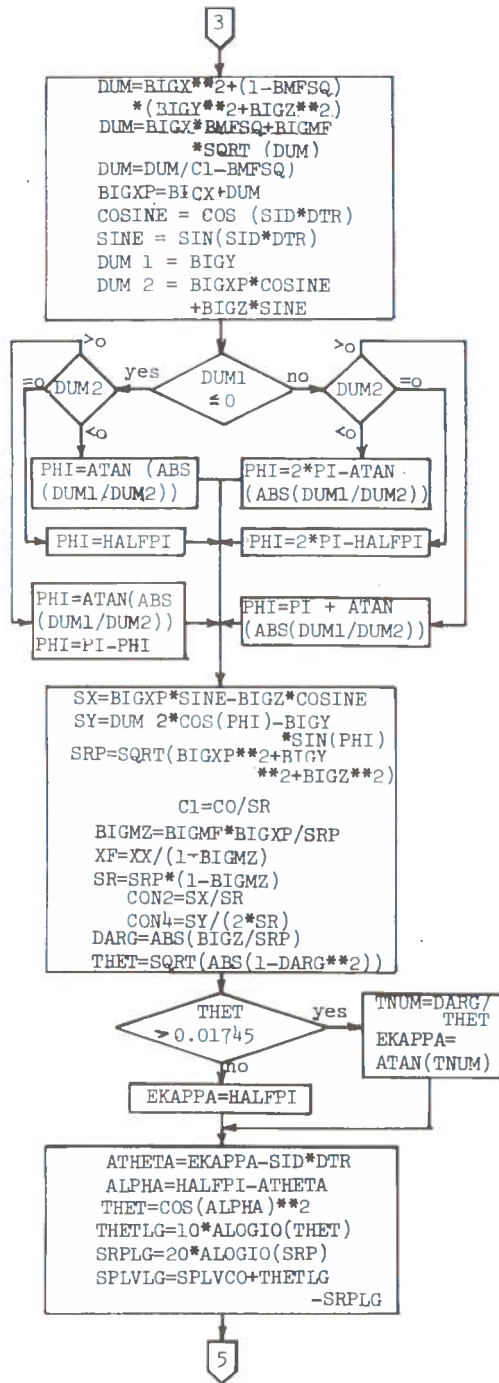 3
DUM=BIGX**2+(1-BMFSQ)
*(BIGY**2+BIGZ**2)
DUM=BIGX*BMFSQ+BIGMF
*SQRT (DUM)
DUM=DUM/C1-BMFSQ)
BIGXP=BICX+DUM
COSINE = COS (SID*DTR)
SINE = SIN(SID*DTR)
DUM 1 = BIGY
DUM 2 = BIGXP*COSINE
+BIGZ*SINE
>0
>0
=0
DUM2
yes
DUM1
≤0
no
DUM2
=0
<0
<0
PHI=ATAN (ABS
(DUM1/DUM2))
PHI=2*PI-ATAN
(ABS(DUM1/DUM2))
PHI=HALFPI
PHI=2*PI-HALFPI
PHI=ATAN(ABS
(DUM1/DUM2))
PHI=PI-PHI
PHI=PI + ATAN
(ABS(DUM1/DUM2))
SX=BIGXP*SINE-BIGZ*COSINE
SY=DUM 2*COS(PHI)-BIGY
*SIN(PHI)
SRP=SQRT(BIGXP**2+BIGY
**2+BIGZ**2)
C1=CO/SR
BIGMZ=BIGMF*BIGXP/SRP
XF=XX/(1-BIGMZ)
SR=SRP*(1-BIGMZ)
CON2=SX/SR
CON4=SY/(2*SR)
DARG=ABS(BIGZ/SRP)
THET=SQRT(ABS(1-DARG**2))
THET
>0.01745
yes
TNUM=DARG/
THET
EKAPPA=
ATAN(TNUM)
no
EKAPPA=HALFPI
ATHETA=EKAPPA-SID*DTR
ALPHA=HALFPI-ATHETA
THET=COS(ALPHA)**2
THETLG=10*ALOGIO(THET)
SRPLG=20*ALOGIO(SRP)
SPLVLG=SPLVCO+THETLG
-SRPLG
5